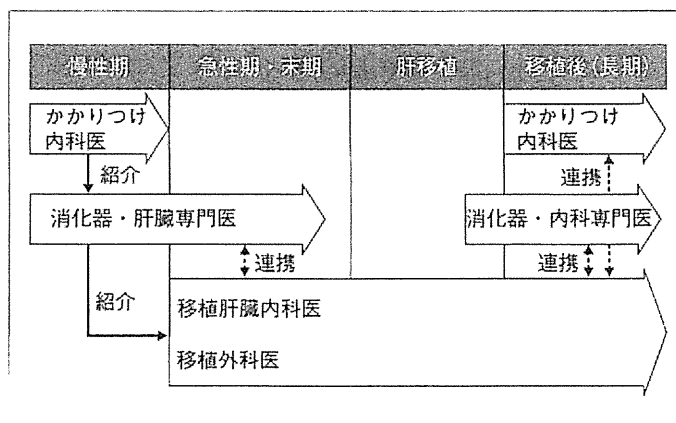 慢性期
急性期・末期
肝移植
移植後(長期)
かかりつけ
内科医
かかりつけ
内科医
紹介
連携
消化器・肝臓専門医
消化器・内科専門医
連携
連携
紹介
移植肝臓内科医
移植外科医